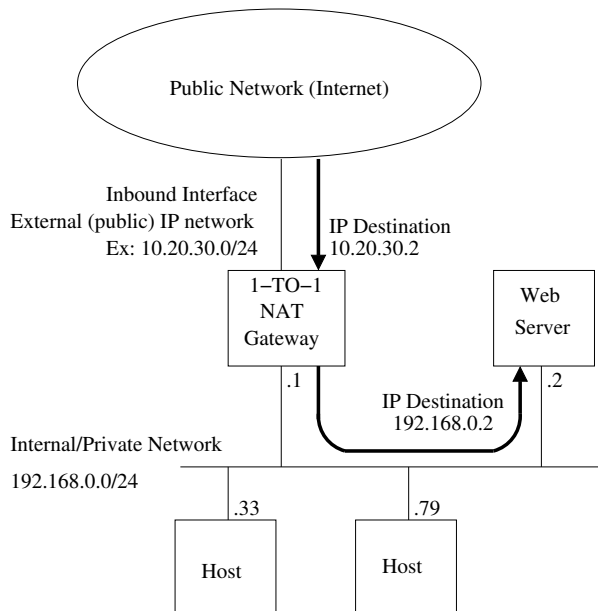 Public Network (Internet)
Inbound Interface
External (public) IP network
Ex: 10.20.30.0/24
IP Destination
10.20.30.2
1−TO−1
NAT
Gateway
Web
Server
.1
.2
IP Destination
192.168.0.2
Internal/Private Network
192.168.0.0/24
.33
.79
Host
Host